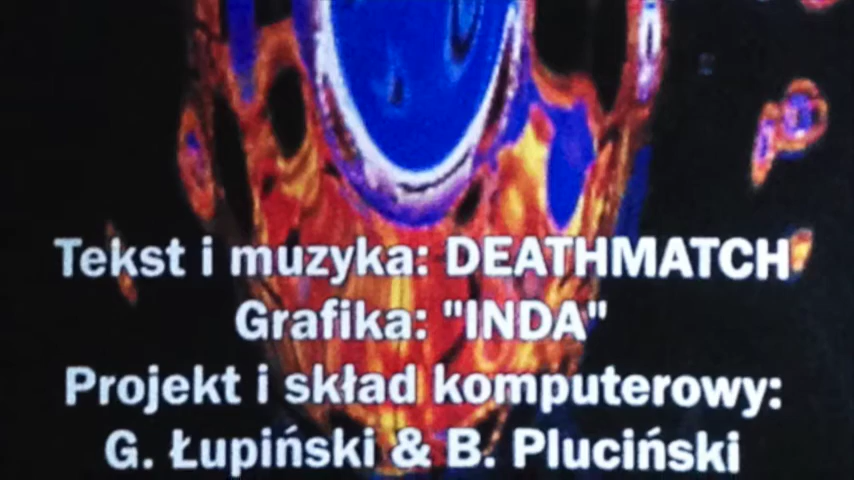 Tekst i muzyka: DEATHMATCH
Grafika: "INDA"
Projekt i skład komputerowy:
G. Łupiński & B. Pluciński